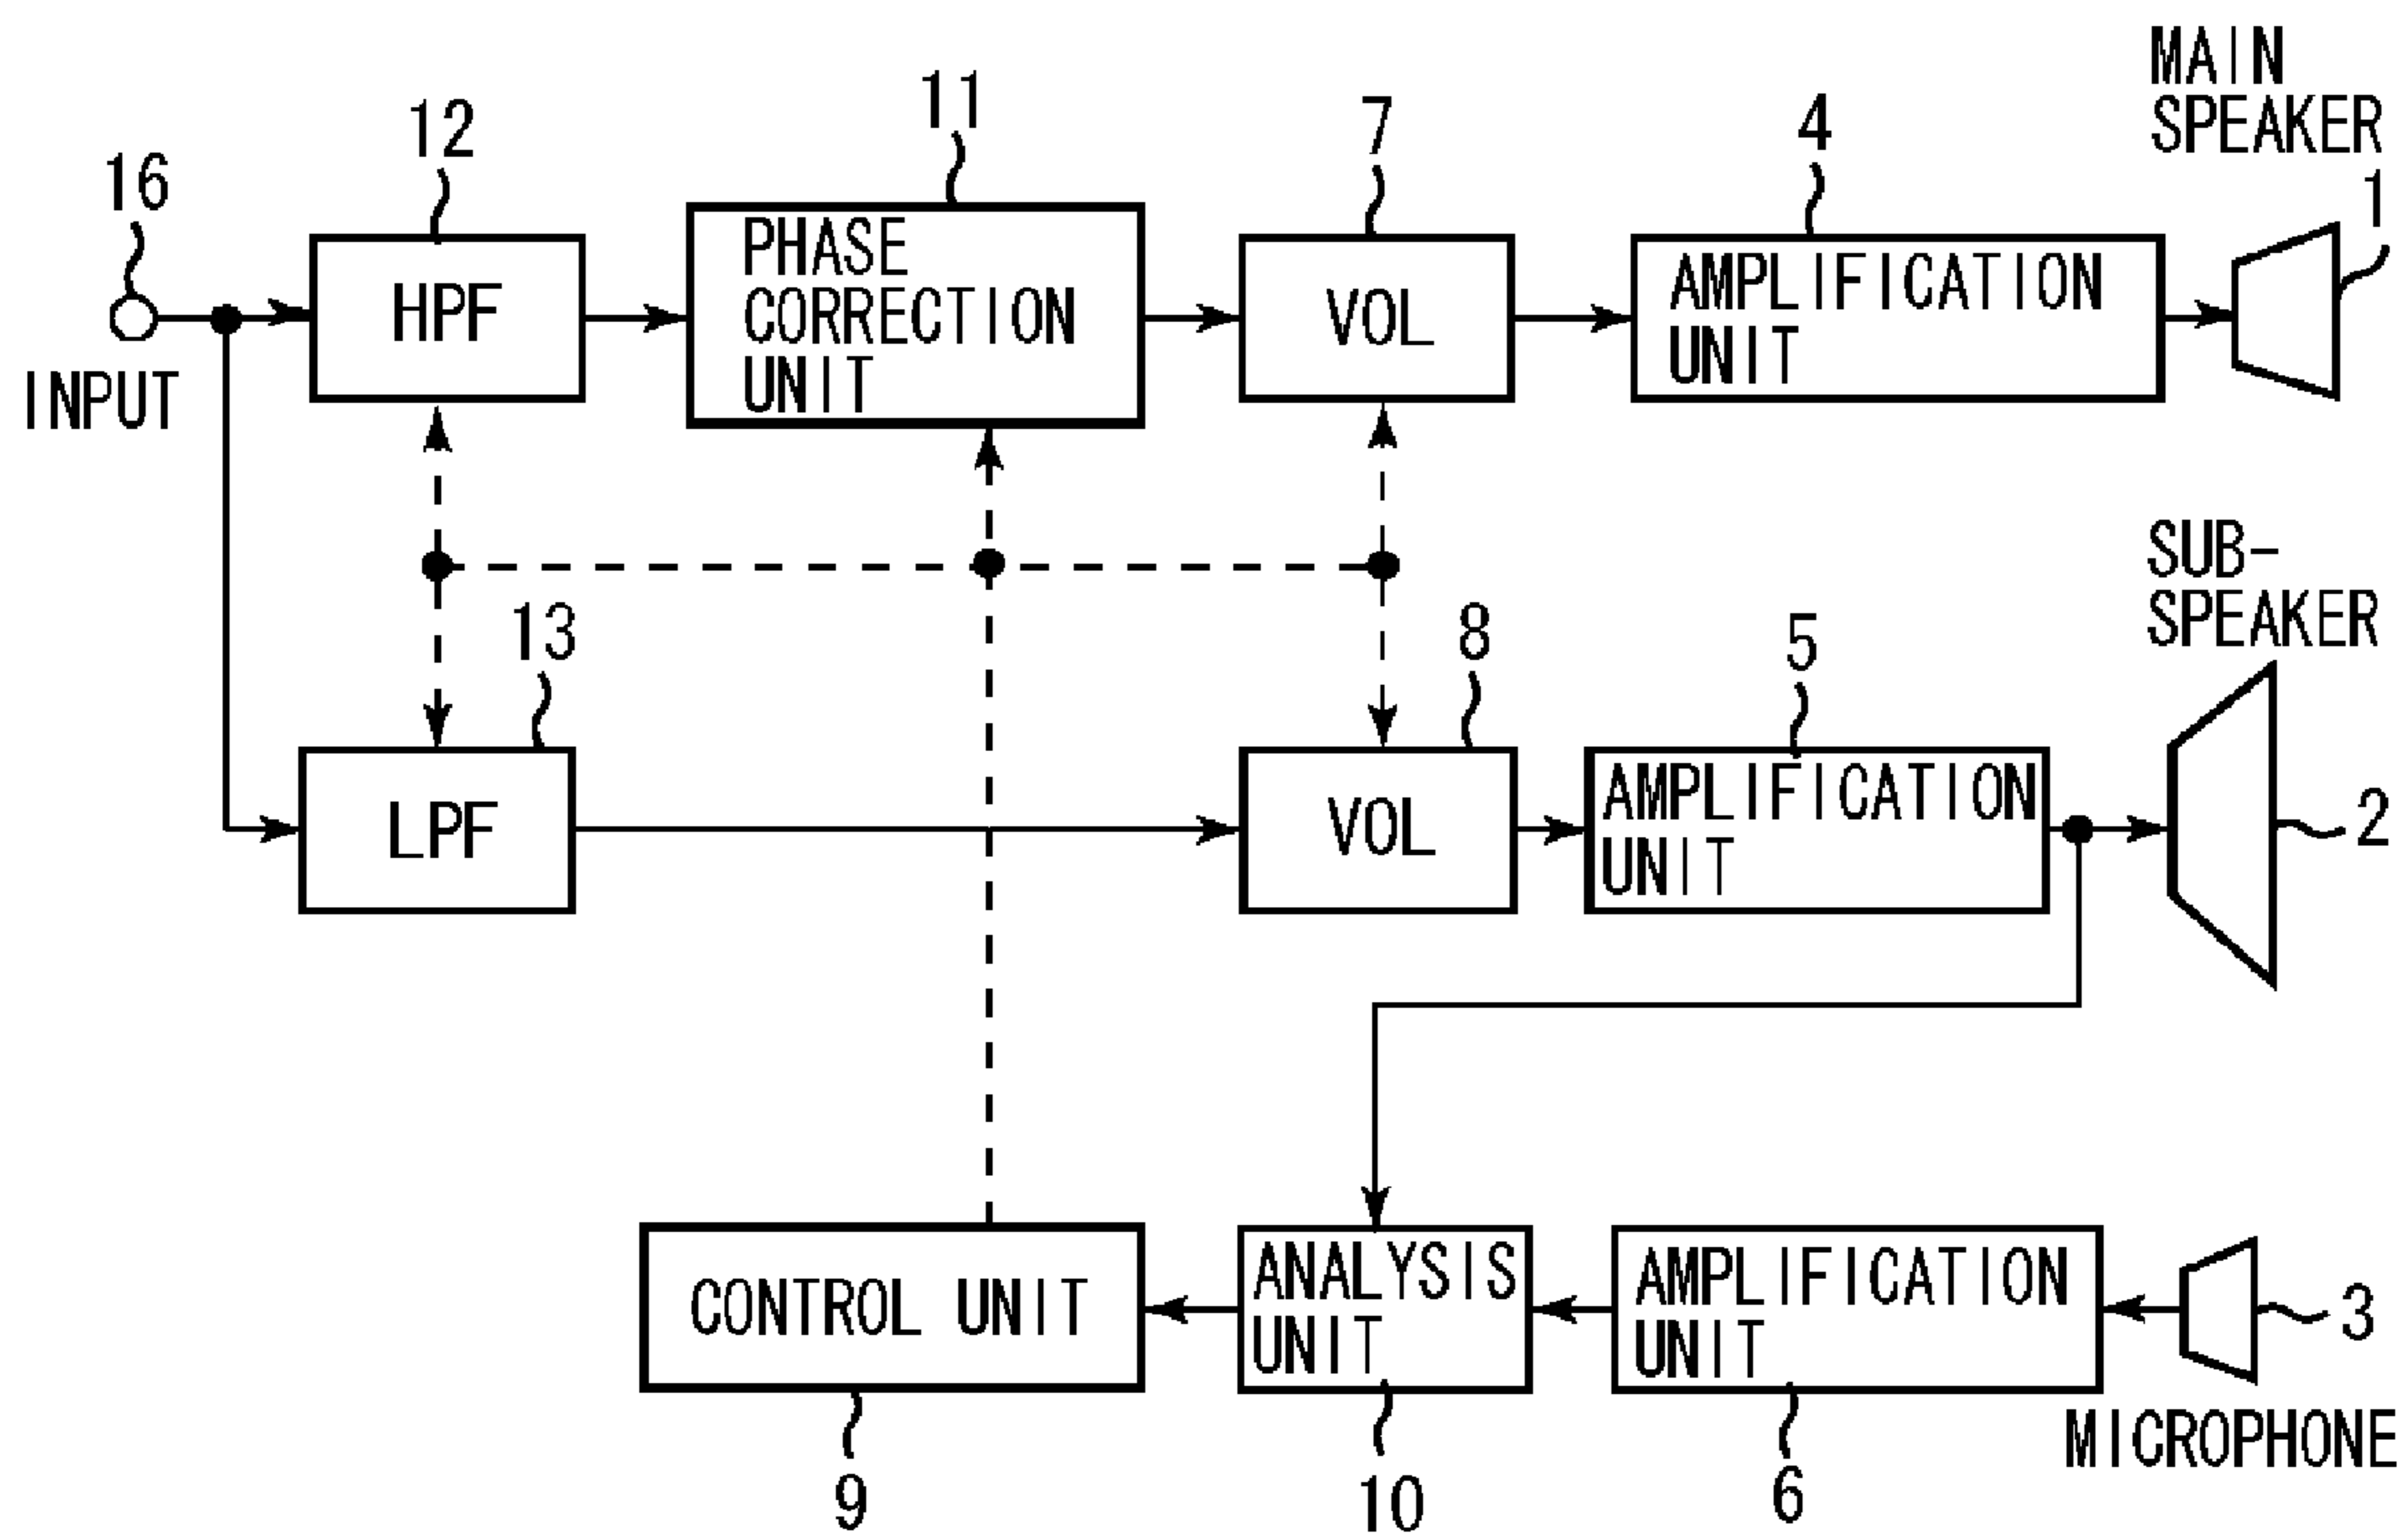 MAIN
SPEAKER
1
16
INPUT
12
HPF
11
PHASE
CORRECTION
UNIT
7
VOL
4
AMPLIFICATION
UNIT
SUB-
SPEAKER
2
13
LPF
8
VOL
5
AMPLIFICATION
UNIT
CONTROL UNIT
9
ANALYSIS
UNIT
10
AMPLIFICATION
UNIT
6
3
MICROPHONE